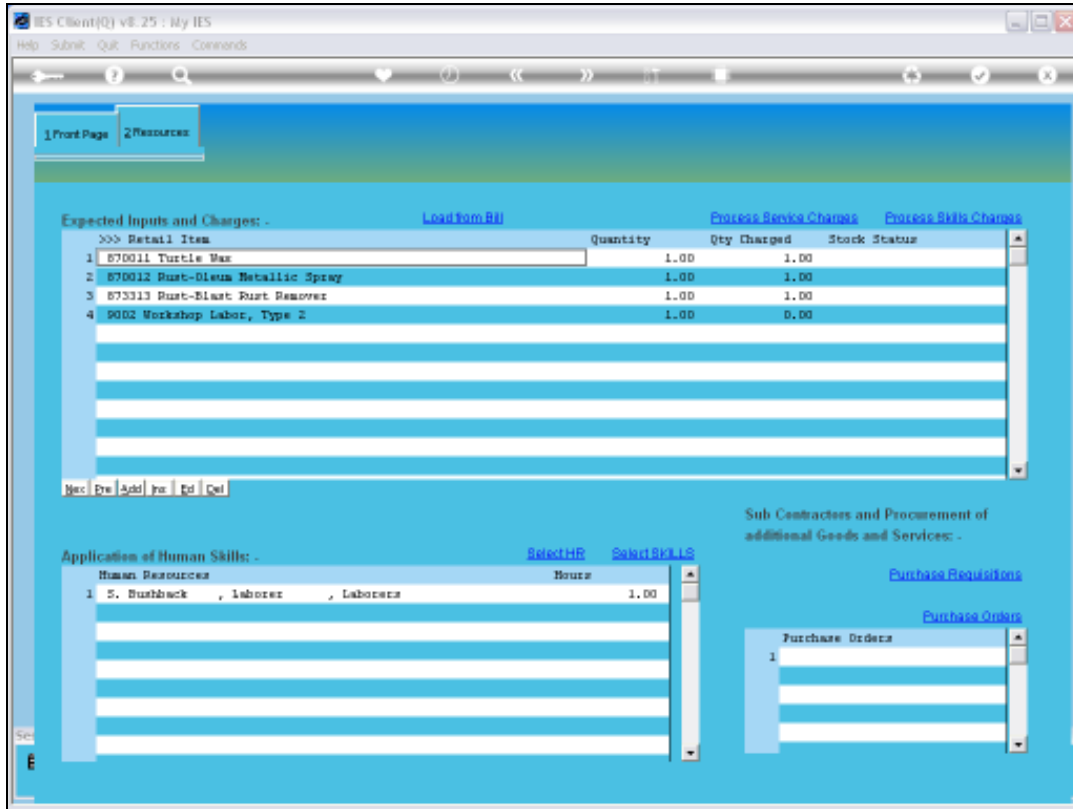 IES Client(Q) v8.25 : My IES
Help Submit Quit Functions Commands
1 Front Page 2 Resources
Expected Inputs and Charges: - Load from Bill Process Service Charges Process Skills Charges
>>> Retail Item Quantity Qty Charged Stock Status
1 870011 Turtle Wax 1.00 1.00
2 870012 Rust-Oleum Metallic Spray 1.00 1.00
3 873313 Rust-Blast Rust Remover 1.00 1.00
4 9002 Workshop Labor, Type 2 1.00 0.00
Nex Pre Add Ins Ed Del
Sub Contractors and Procurement of
additional Goods and Services: -
Application of Human Skills: - Select HR Select SKILLS
Human Resources Hours
Purchase Requisitions
1 S. Bushback , laborer , Laborers 1.00
Purchase Orders
Purchase Orders
1